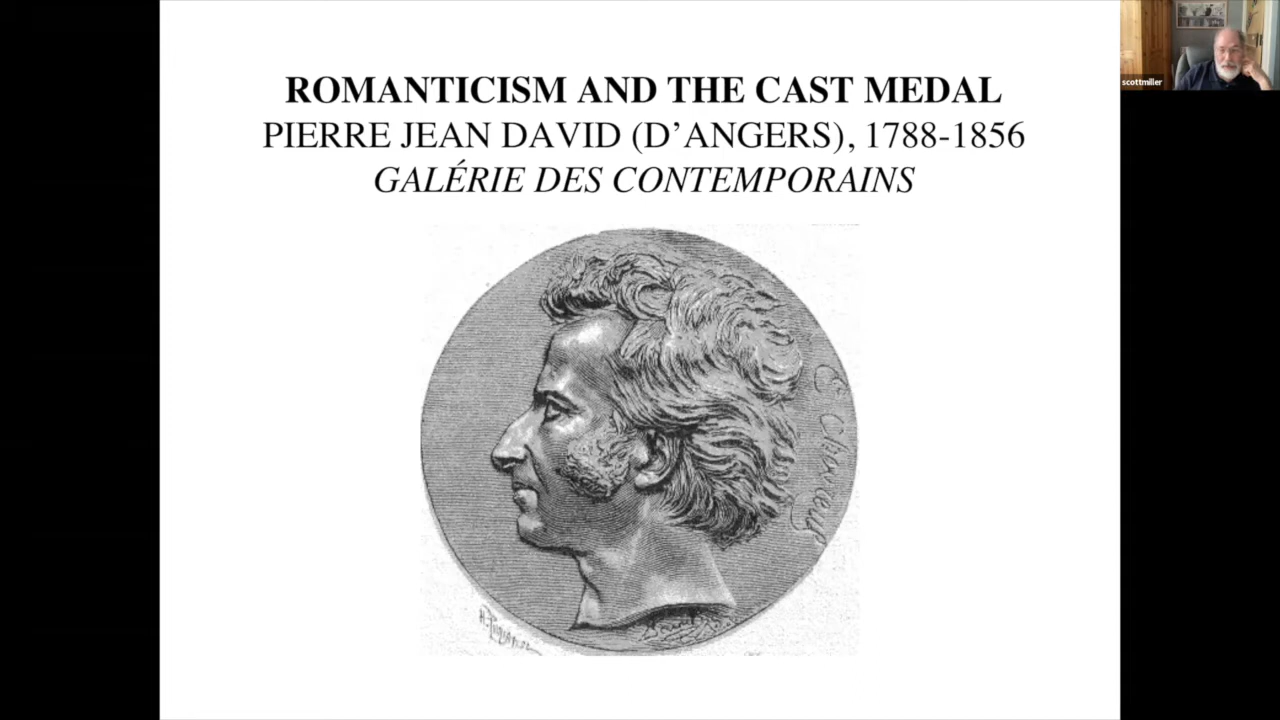 ROMANTICISM AND THE CAST MEDAL
PIERRE JEAN DAVID (D’ANGERS), 1788-1856
GALÉRIE DES CONTEMPORAINS
scottmiller